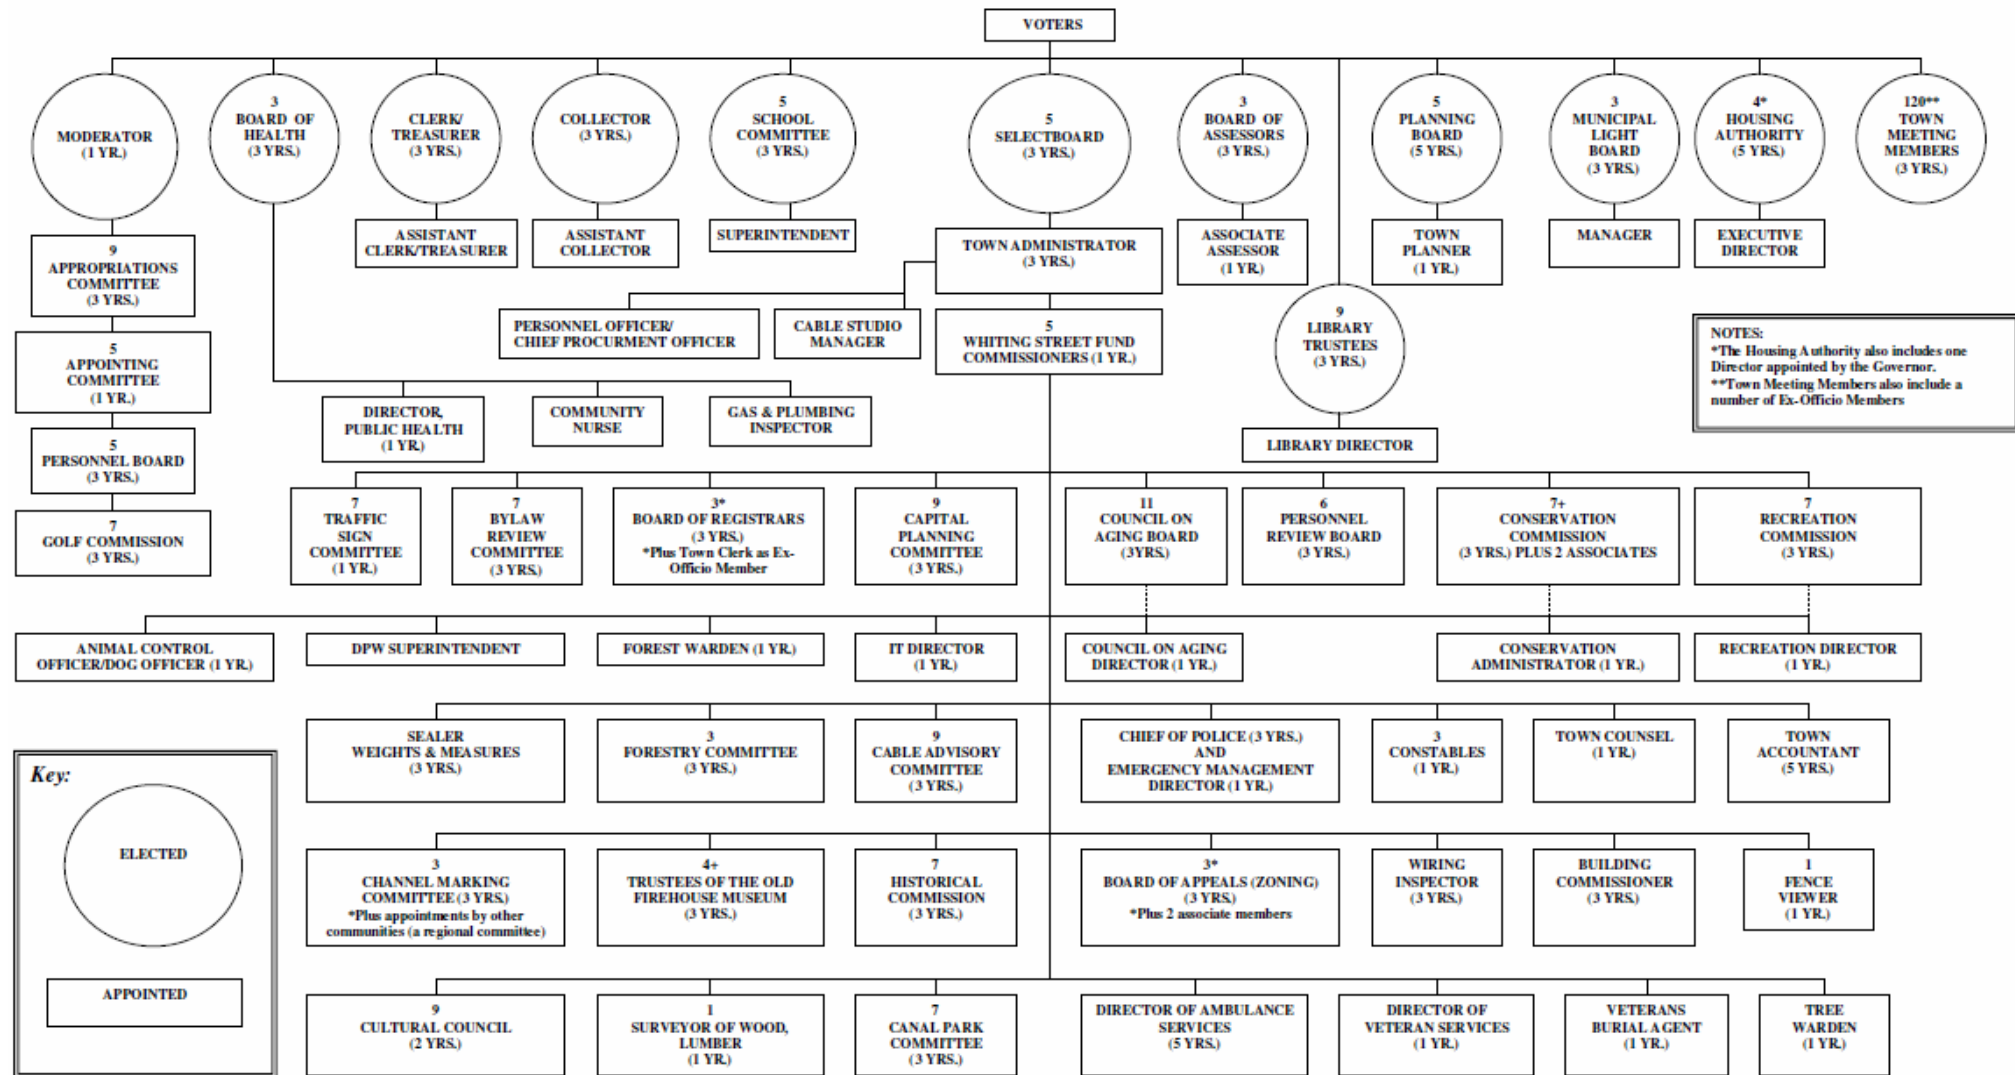 VOTERS
MODERATOR
(1 YR.)
3
BOARD OF
HEALTH
(3 YRS.)
CLERK/
TREASURER
(3 YRS.)
COLLECTOR
(3 YRS.)
5
SCHOOL
COMMITTEE
(3 YRS.)
5
SELECTBOARD
(3 YRS.)
3
BOARD OF
ASSESSORS
(3 YRS.)
5
PLANNING
BOARD
(5 YRS.)
3
MUNICIPAL
LIGHT
BOARD
(3 YRS.)
4*
HOUSING
AUTHORITY
(5 YRS.)
120**
TOWN
MEETING
MEMBERS
(3 YRS.)
ASSISTANT
CLERK/TREASURER
ASSISTANT
COLLECTOR
SUPERINTENDENT
TOWN ADMINISTRATOR
(3 YRS.)
ASSOCIATE
ASSESSOR
(1 YR.)
TOWN
PLANNER
(1 YR.)
MANAGER
EXECUTIVE
DIRECTOR
9
APPROPRIATIONS
COMMITTEE
(3 YRS.)
5
APPOINTING
COMMITTEE
(1 YR.)
5
PERSONNEL BOARD
(3 YRS.)
7
GOLF COMMISSION
(3 YRS.)
PERSONNEL OFFICER/
CHIEF PROCURMENT OFFICER
CABLE STUDIO
MANAGER
5
WHITING STREET FUND
COMMISSIONERS (1 YR.)
9
LIBRARY
TRUSTEES
(3 YRS.)
NOTES:
*The Housing Authority also includes one
Director appointed by the Governor.
**Town Meeting Members also include a
number of Ex-Officio Members
DIRECTOR,
PUBLIC HEALTH
(1 YR.)
COMMUNITY
NURSE
GAS & PLUMBING
INSPECTOR
LIBRARY DIRECTOR
7
TRAFFIC
SIGN
COMMITTEE
(1 YR.)
7
BYLAW
REVIEW
COMMITTEE
(3 YRS.)
3*
BOARD OF REGISTRARS
(3 YRS.)
*Plus Town Clerk as Ex-
Officio Member
9
CAPITAL
PLANNING
COMMITTEE
(3 YRS.)
11
COUNCIL ON
AGING BOARD
(3YRS.)
6
PERSONNEL
REVIEW BOARD
(3 YRS.)
7+
CONSERVATION
COMMISSION
(3 YRS.) PLUS 2 ASSOCIATES
7
RECREATION
COMMISSION
(3 YRS.)
ANIMAL CONTROL
OFFICER/DOG OFFICER (1 YR.)
DPW SUPERINTENDENT
FOREST WARDEN (1 YR.)
IT DIRECTOR
(1 YR.)
COUNCIL ON AGING
DIRECTOR (1 YR.)
CONSERVATION
ADMINISTRATOR (1 YR.)
RECREATION DIRECTOR
(1 YR.)
SEALER
WEIGHTS & MEASURES
(3 YRS.)
3
FORESTRY COMMITTEE
(3 YRS.)
9
CABLE ADVISORY
COMMITTEE
(3 YRS.)
CHIEF OF POLICE (3 YRS.)
AND
EMERGENCY MANAGEMENT
DIRECTOR (1 YR.)
3
CONSTABLES
(1 YR.)
TOWN COUNSEL
(1 YR.)
TOWN
ACCOUNTANT
(5 YRS.)
Key:
ELECTED
APPOINTED
3
CHANNEL MARKING
COMMITTEE (3 YRS.)
*Plus appointments by other
communities (a regional committee)
4+
TRUSTEES OF THE OLD
FIREHOUSE MUSEUM
(3 YRS.)
7
HISTORICAL
COMMISSION
(3 YRS.)
3*
BOARD OF APPEALS (ZONING)
(3 YRS.)
*Plus 2 associate members
WIRING
INSPECTOR
(3 YRS.)
BUILDING
COMMISSIONER
(3 YRS.)
1
FENCE
VIEWER
(1 YR.)
9
CULTURAL COUNCIL
(2 YRS.)
1
SURVEYOR OF WOOD,
LUMBER
(1 YR.)
7
CANAL PARK
COMMITTEE
(3 YRS.)
DIRECTOR OF AMBULANCE
SERVICES
(5 YRS.)
DIRECTOR OF
VETERAN SERVICES
(1 YR.)
VETERANS
BURIAL AGENT
(1 YR.)
TREE
WARDEN
(1 YR.)